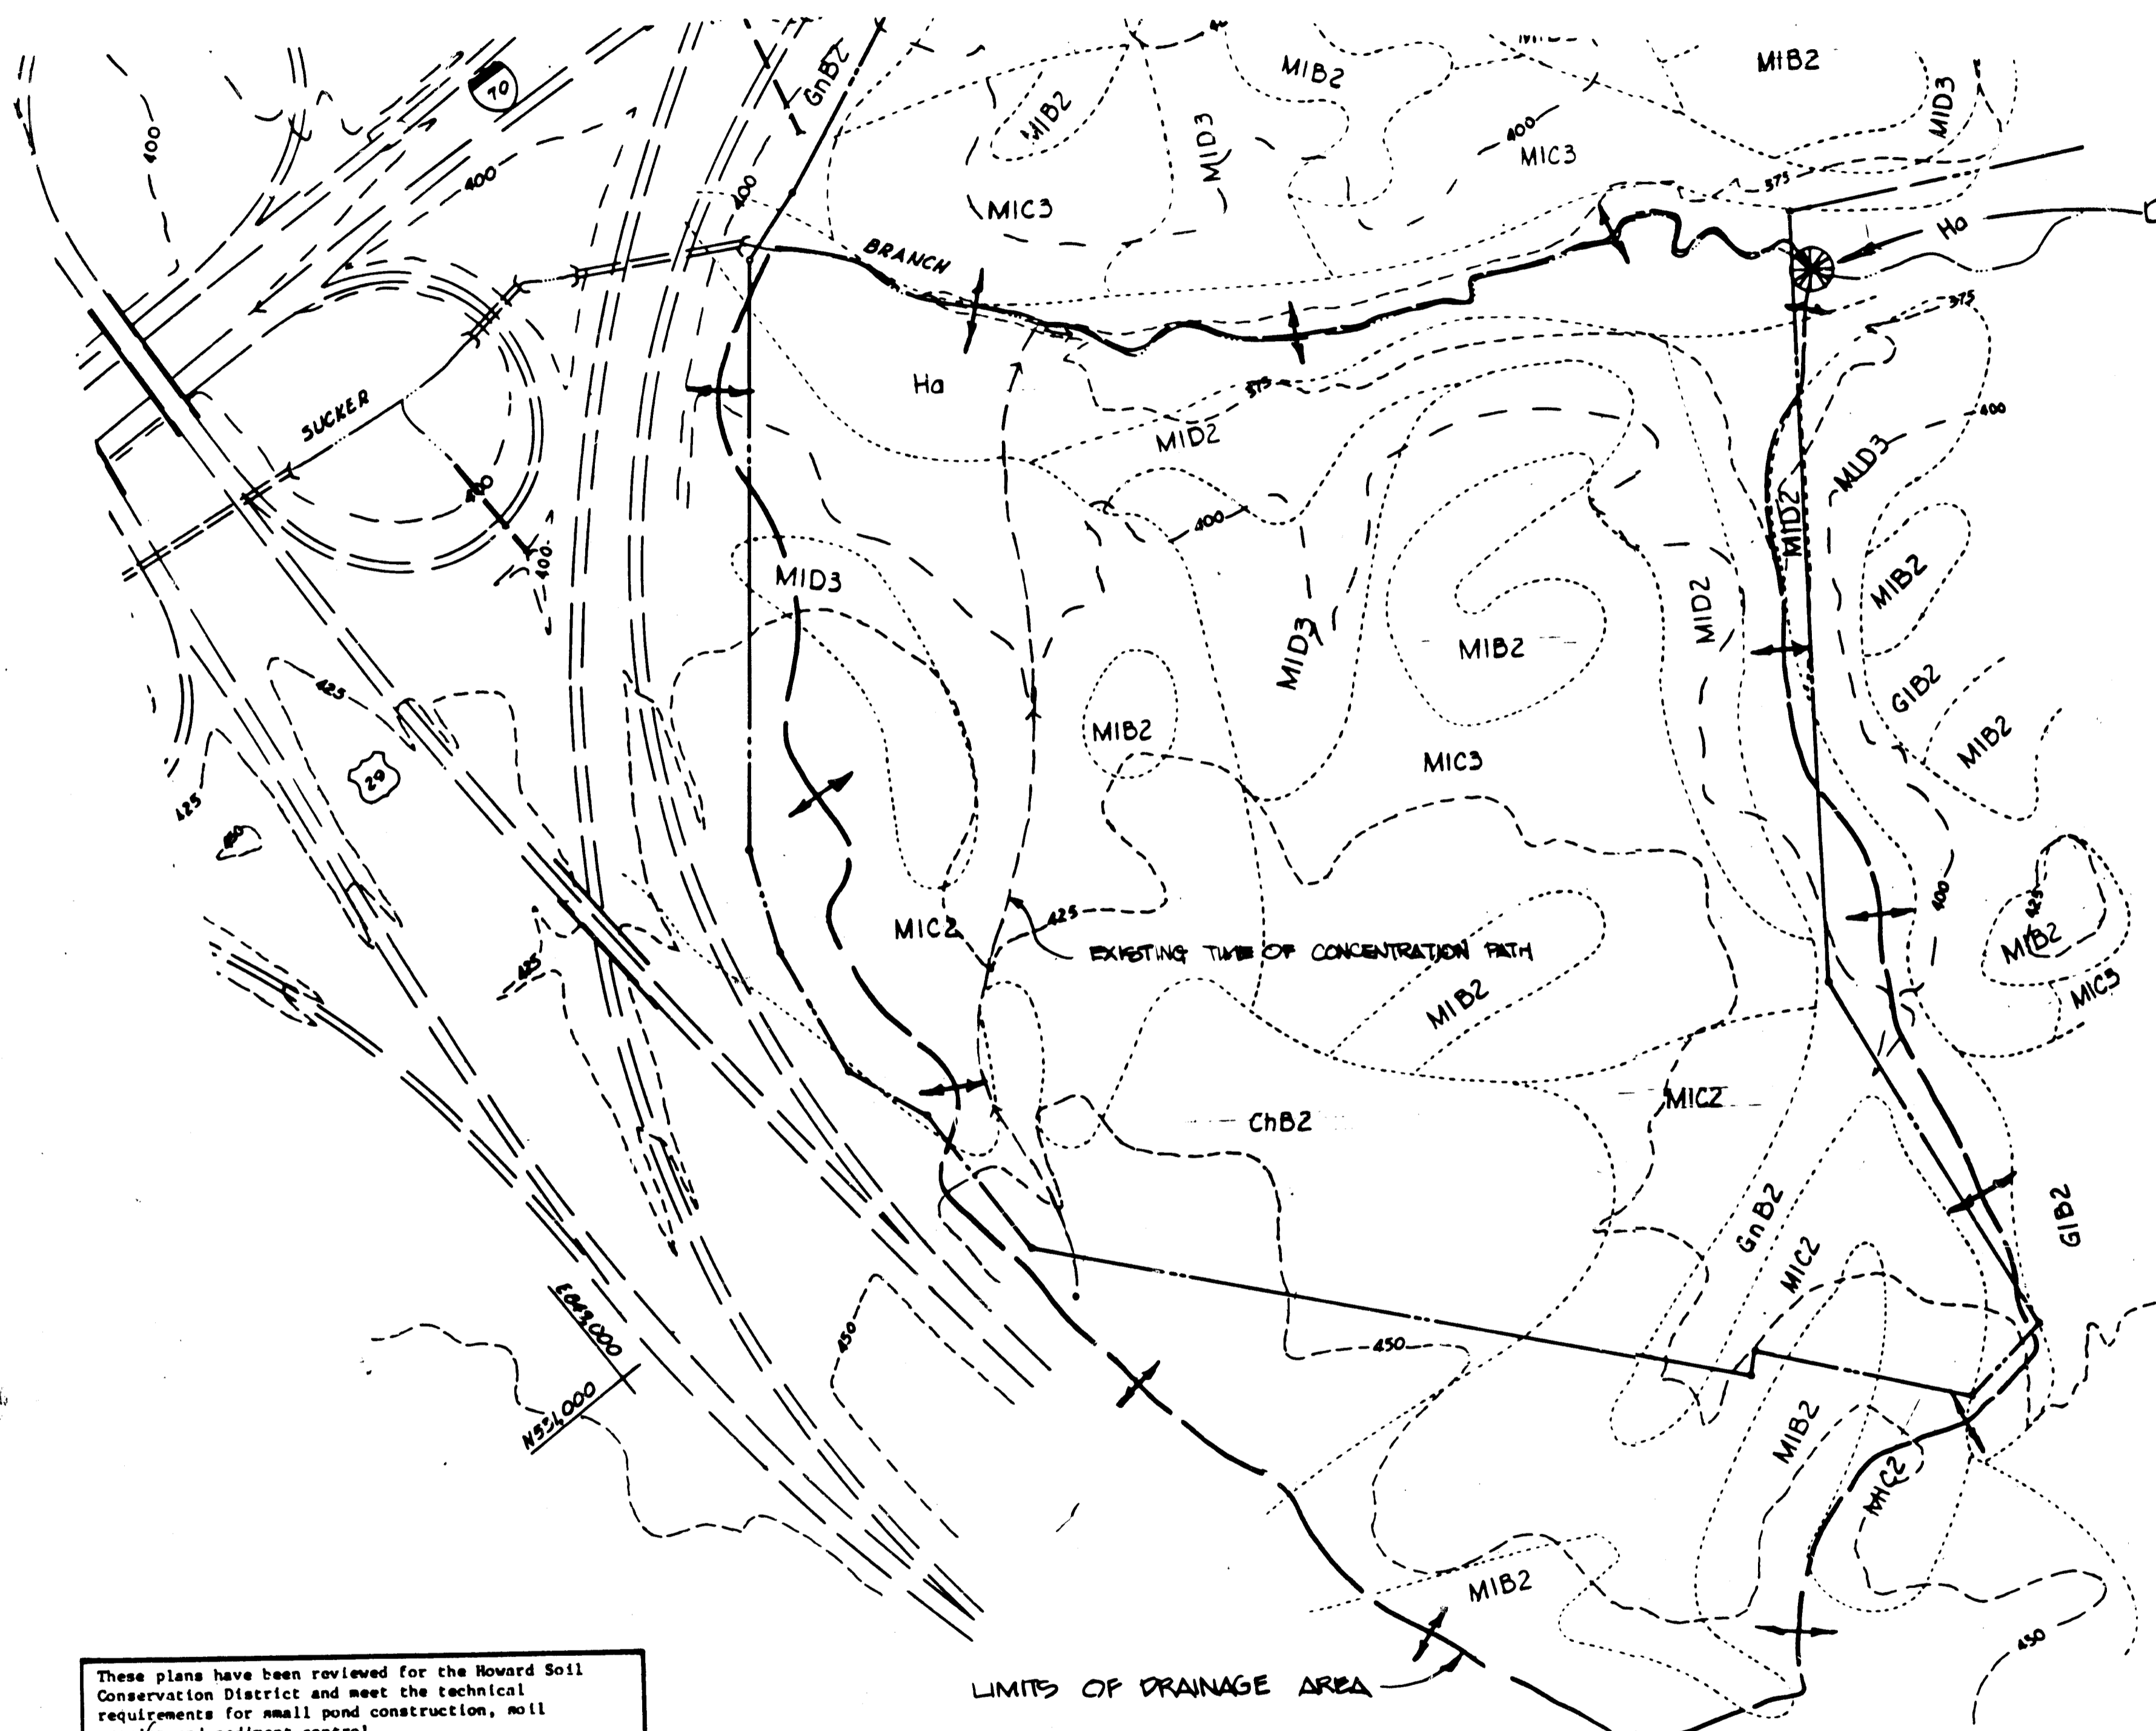 70
GnB2
MIB2
MIB2
MIB2
MID3
400
400
400
MID3
400
MIC3
MIC3
375
Ha
BRANCH
375
SUCKER
Ha
375
400
MID2
MID3
400
400
400
MID2
MID3
MIB2
MID2
MID3
MIB2
425
GIB2
MIB2
MIB2
MIC3
29
425
400
425
MIC2
425
MIB2
EXISTING TIME OF CONCENTRATION PATH
425
MIB2
MIC3
MIC2
ChB2
GnB2
GIB2
MIC2
E843,000
450
450
N531,000
MIB2
MIB2
450
LIMITS OF DRAINAGE AREA
These plans have been reviewed for the Howard Soil
Conservation District and meet the technical
requirements for small pond construction, soil